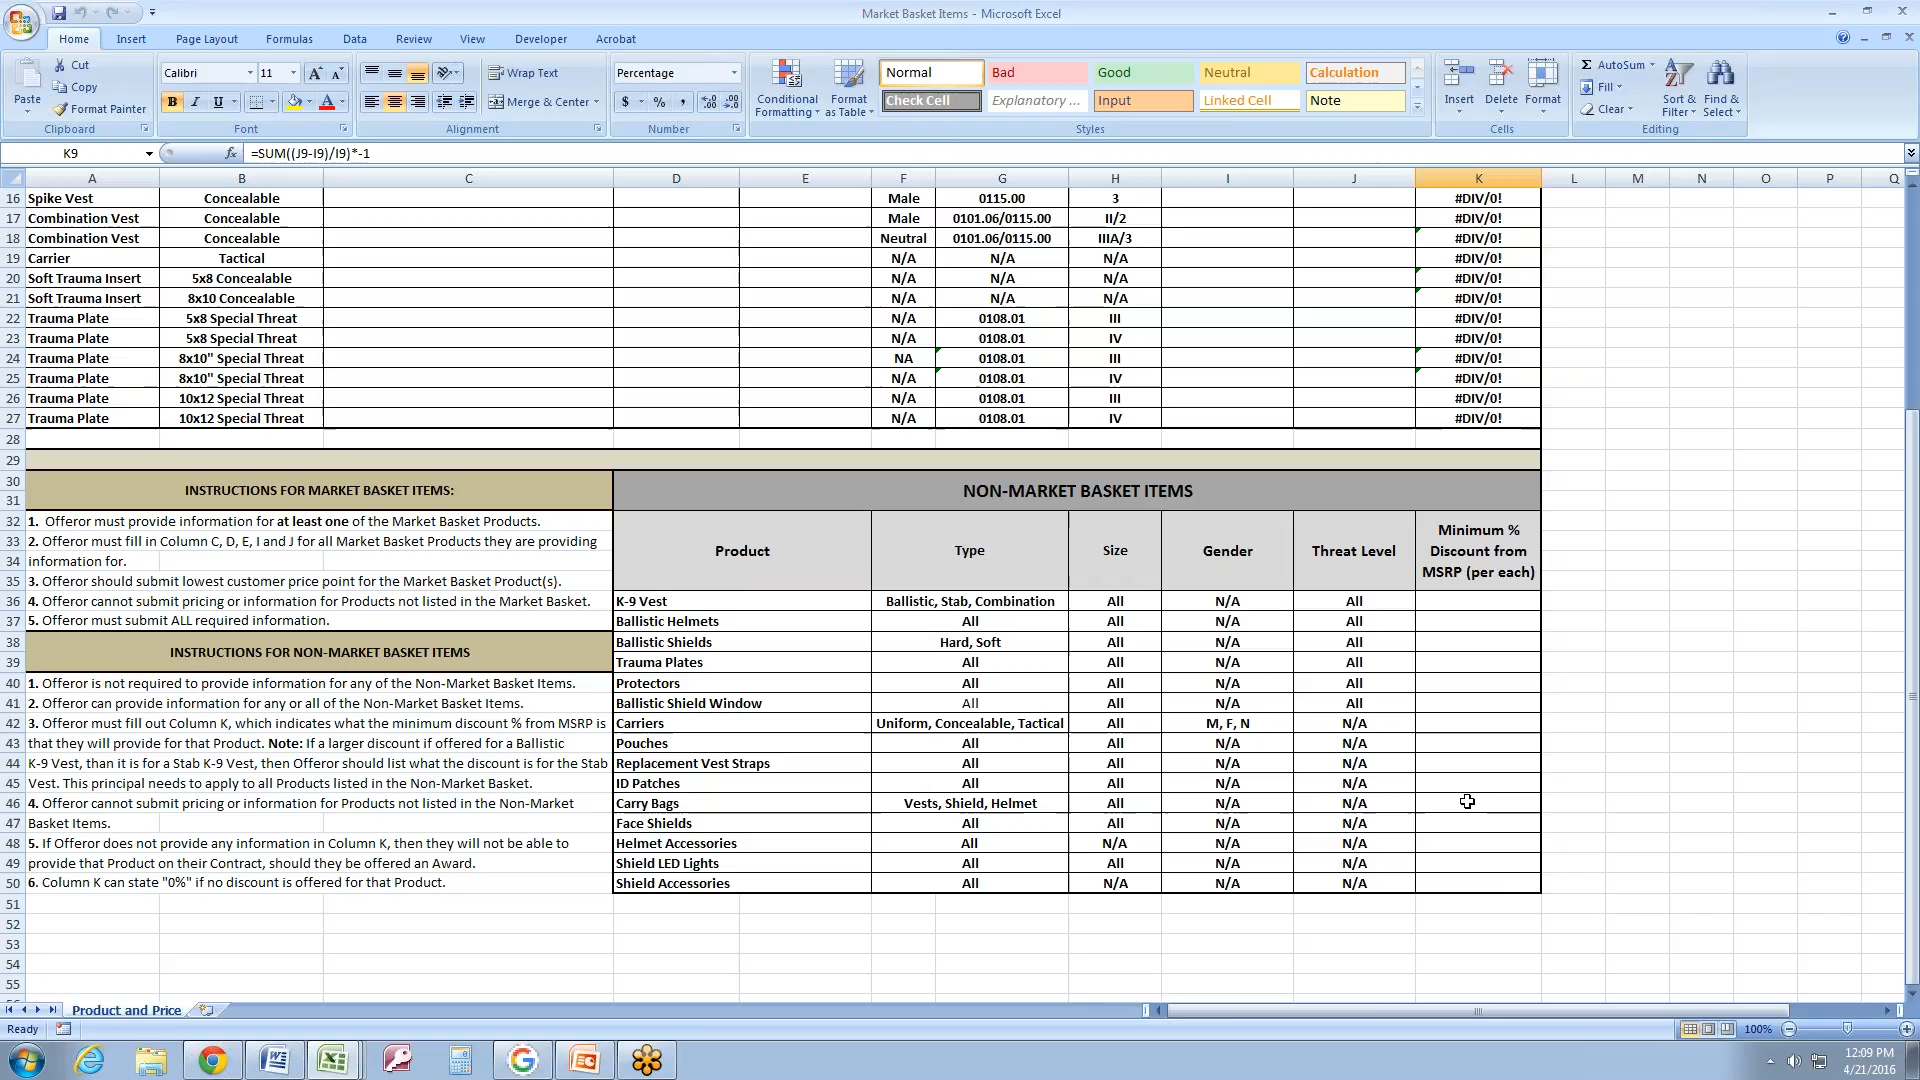 Market Basket Items - Microsoft Excel
Home Insert Page Layout Formulas Data Review View Developer Acrobat
Paste
Cut
Copy
Format Painter
Clipboard
Calibri 11
B I U
Font
Wrap Text
Merge & Center
Alignment
Percentage
$ % ,
Number
Conditional Formatting
Format as Table
Normal Bad Good Neutral Calculation
Check Cell Explanatory ... Input Linked Cell Note
Styles
Insert Delete Format
Cells
AutoSum
Fill
Clear
Sort & Filter
Find & Select
Editing
K9 fx =SUM((J9-I9)/I9)*-1
A B C D E F G H I J K L M N O P Q
16 Spike Vest Concealable Male 0115.00 3 #DIV/0!
17 Combination Vest Concealable Male 0101.06/0115.00 II/2 #DIV/0!
18 Combination Vest Concealable Neutral 0101.06/0115.00 IIIA/3 #DIV/0!
19 Carrier Tactical N/A N/A N/A #DIV/0!
20 Soft Trauma Insert 5x8 Concealable N/A N/A N/A #DIV/0!
21 Soft Trauma Insert 8x10 Concealable N/A N/A N/A #DIV/0!
22 Trauma Plate 5x8 Special Threat N/A 0108.01 III #DIV/0!
23 Trauma Plate 5x8 Special Threat N/A 0108.01 IV #DIV/0!
24 Trauma Plate 8x10" Special Threat NA 0108.01 III #DIV/0!
25 Trauma Plate 8x10" Special Threat N/A 0108.01 IV #DIV/0!
26 Trauma Plate 10x12 Special Threat N/A 0108.01 III #DIV/0!
27 Trauma Plate 10x12 Special Threat N/A 0108.01 IV #DIV/0!
28
29
30
31
INSTRUCTIONS FOR MARKET BASKET ITEMS:
32 1. Offeror must provide information for at least one of the Market Basket Products.
33 2. Offeror must fill in Column C, D, E, I and J for all Market Basket Products they are providing
34 information for.
35 3. Offeror should submit lowest customer price point for the Market Basket Product(s).
36 4. Offeror cannot submit pricing or information for Products not listed in the Market Basket.
37 5. Offeror must submit ALL required information.
38
39
INSTRUCTIONS FOR NON-MARKET BASKET ITEMS
40 1. Offeror is not required to provide information for any of the Non-Market Basket Items.
41 2. Offeror can provide information for any or all of the Non-Market Basket Items.
42 3. Offeror must fill out Column K, which indicates what the minimum discount % from MSRP is
43 that they will provide for that Product. Note: If a larger discount if offered for a Ballistic
44 K-9 Vest, than it is for a Stab K-9 Vest, then Offeror should list what the discount is for the Stab
45 Vest. This principal needs to apply to all Products listed in the Non-Market Basket.
46 4. Offeror cannot submit pricing or information for Products not listed in the Non-Market
47 Basket Items.
48 5. If Offeror does not provide any information in Column K, then they will not be able to
49 provide that Product on their Contract, should they be offered an Award.
50 6. Column K can state "0%" if no discount is offered for that Product.
NON-MARKET BASKET ITEMS
Product Type Size Gender Threat Level Minimum % Discount from MSRP (per each)
K-9 Vest Ballistic, Stab, Combination All N/A All
Ballistic Helmets All All N/A All
Ballistic Shields Hard, Soft All N/A All
Trauma Plates All All N/A All
Protectors All All N/A All
Ballistic Shield Window All All N/A All
Carriers Uniform, Concealable, Tactical All M, F, N N/A
Pouches All All N/A N/A
Replacement Vest Straps All All N/A N/A
ID Patches All All N/A N/A
Carry Bags Vests, Shield, Helmet All N/A N/A
Face Shields All All N/A N/A
Helmet Accessories All N/A N/A N/A
Shield LED Lights All All N/A N/A
Shield Accessories All N/A N/A N/A
51
52
53
54
55
Product and Price
Ready 100%
12:09 PM
4/21/2016